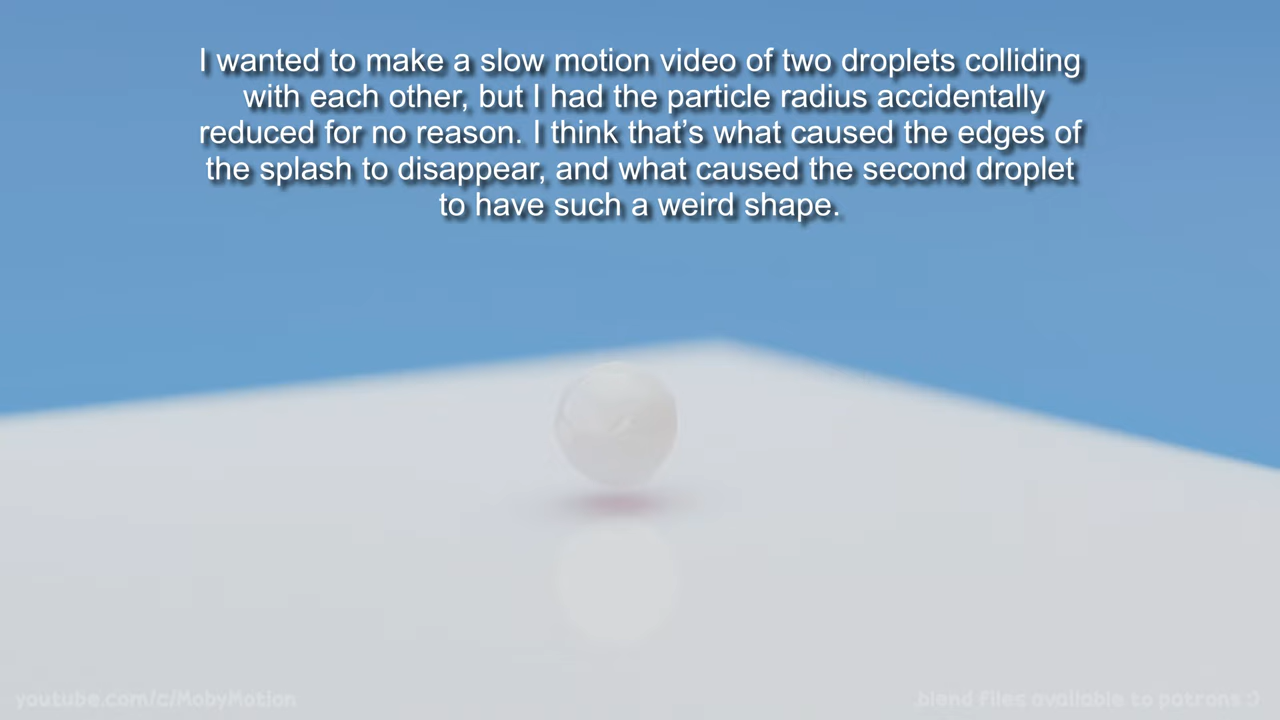 I wanted to make a slow motion video of two droplets colliding
with each other, but I had the particle radius accidentally
reduced for no reason. I think that’s what caused the edges of
the splash to disappear, and what caused the second droplet
to have such a weird shape.
youtube.com/c/MobyMotion
.blend files available to patrons :)